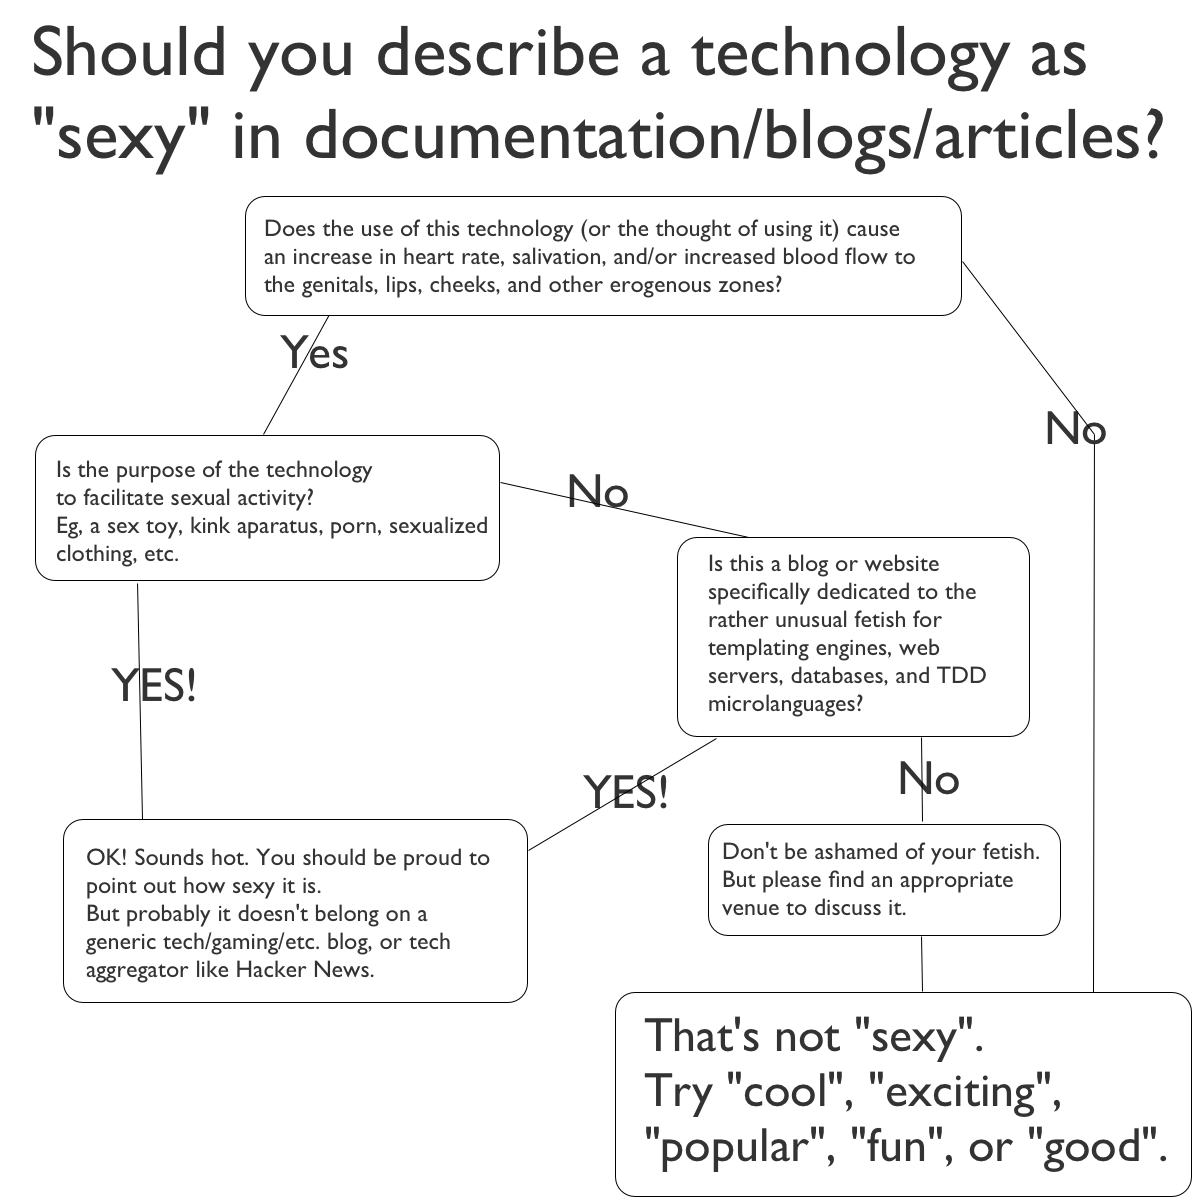 Should you describe a technology as
"sexy" in documentation/blogs/articles?
Does the use of this technology (or the thought of using it) cause
an increase in heart rate, salivation, and/or increased blood flow to
the genitals, lips, cheeks, and other erogenous zones?
Yes
No
Is the purpose of the technology
to facilitate sexual activity?
Eg, a sex toy, kink aparatus, porn, sexualized
clothing, etc.
No
Is this a blog or website
specifically dedicated to the
rather unusual fetish for
templating engines, web
servers, databases, and TDD
microlanguages?
YES!
YES!
No
OK! Sounds hot. You should be proud to
point out how sexy it is.
But probably it doesn't belong on a
generic tech/gaming/etc. blog, or tech
aggregator like Hacker News.
Don't be ashamed of your fetish.
But please find an appropriate
venue to discuss it.
That's not "sexy".
Try "cool", "exciting",
"popular", "fun", or "good".